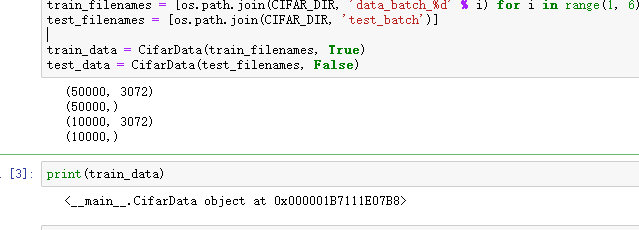 train_filenames = [os.path.join(CIFAR_DIR, 'data_batch_%d' % i) for i in range(1, 6)
test_filenames = [os.path.join(CIFAR_DIR, 'test_batch')]
train_data = CifarData(train_filenames, True)
test_data = CifarData(test_filenames, False)
(50000, 3072)
(50000,)
(10000, 3072)
(10000,)
[3]: print(train_data)
<__main__.CifarData object at 0x000001B7111E07B8>